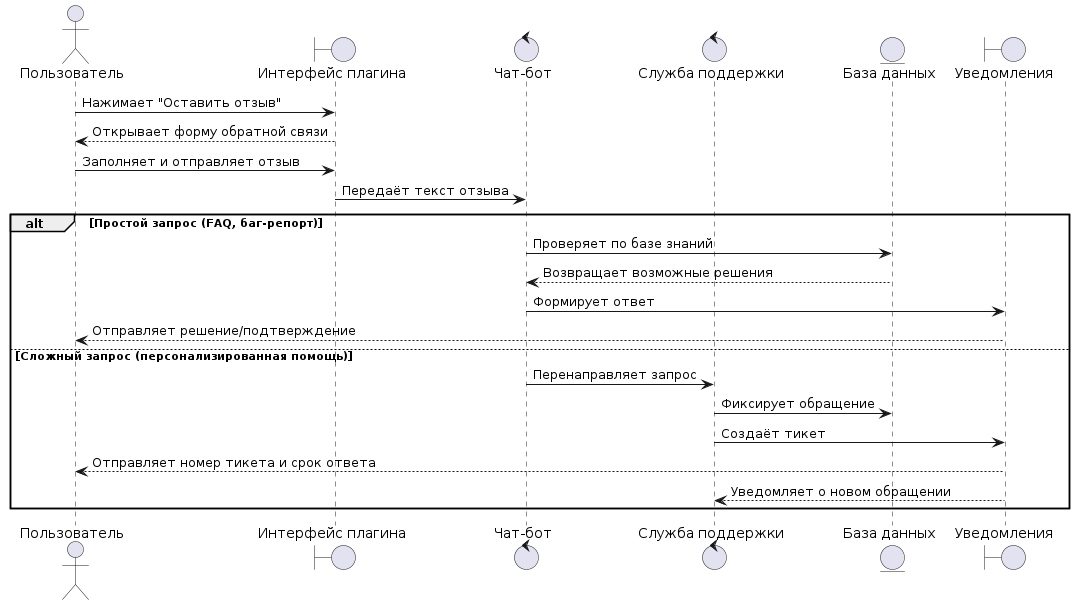 Пользователь
Интерфейс плагина
Чат-бот
Служба поддержки
База данных
Уведомления
Нажимает "Оставить отзыв"
Открывает форму обратной связи
Заполняет и отправляет отзыв
Передаёт текст отзыва
alt [Простой запрос (FAQ, баг-репорт)]
Проверяет по базе знаний
Возвращает возможные решения
Формирует ответ
Отправляет решение/подтверждение
[Сложный запрос (персонализированная помощь)]
Перенаправляет запрос
Фиксирует обращение
Создаёт тикет
Отправляет номер тикета и срок ответа
Уведомляет о новом обращении
Пользователь
Интерфейс плагина
Чат-бот
Служба поддержки
База данных
Уведомления